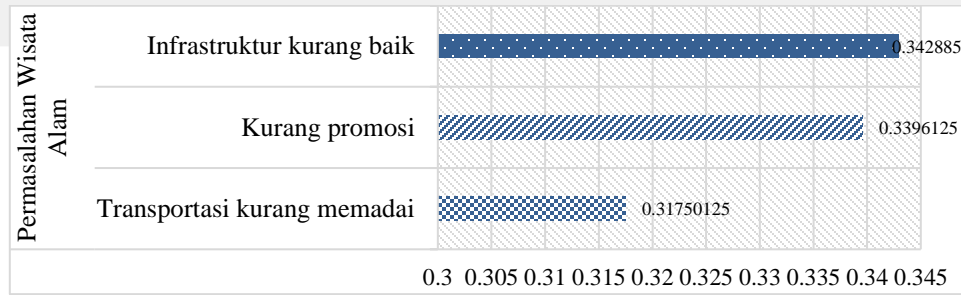 Permasalahan Wisata
Alam
Infrastruktur kurang baik
0.342885
Kurang promosi
0.3396125
Transportasi kurang memadai
0.31750125
0.3 0.305 0.31 0.315 0.32 0.325 0.33 0.335 0.34 0.345